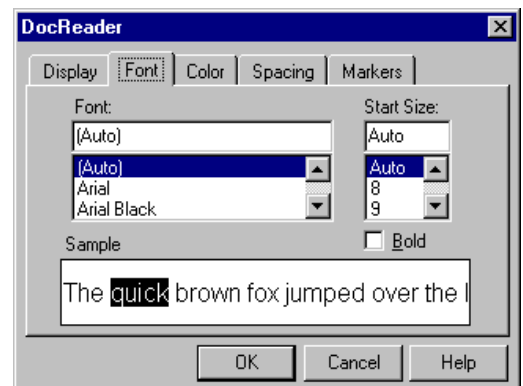 DocReader
Display Font Color Spacing Markers
Font: Start Size:
(Auto) Auto
(Auto) Auto
Arial 8
Arial Black 9
Sample Bold
The quick brown fox jumped over the l
OK Cancel Help